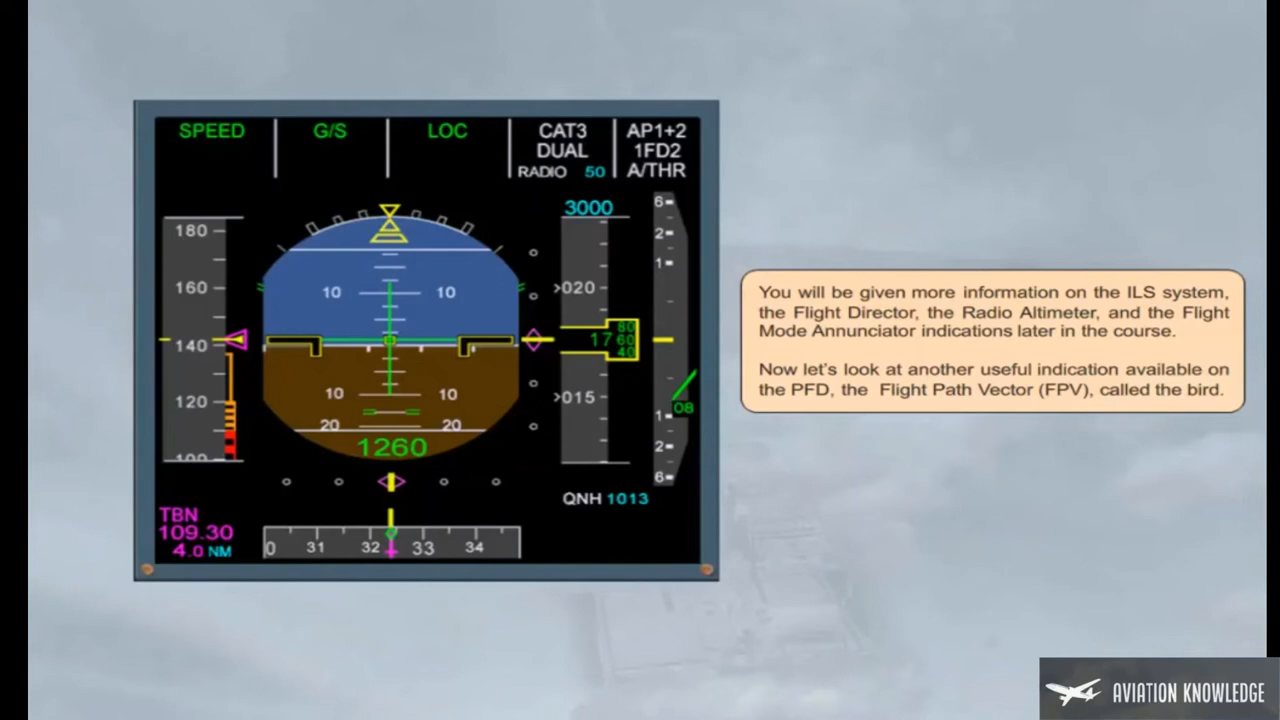 SPEED G/S LOC CAT3 AP1+2
DUAL 1FD2
RADIO 50 A/THR
3000
6
2
1
180
160
140
120
100
10 10
10 10
20 20
1260
020
17 80
60
40
015
08
1
2
6
QNH 1013
TBN
109.30
4.0 NM
0 31 32 33 34
You will be given more information on the ILS system,
the Flight Director, the Radio Altimeter, and the Flight
Mode Annunciator indications later in the course.
Now let's look at another useful indication available on
the PFD, the Flight Path Vector (FPV), called the bird.
AVIATION KNOWLEDGE